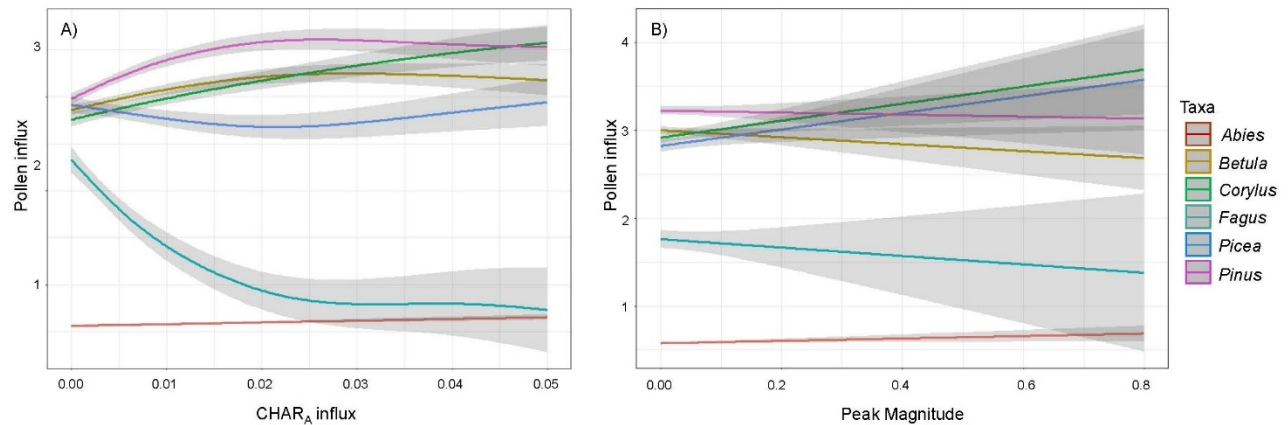 A)
3
2
1
Pollen influx
0.00 0.01 0.02 0.03 0.04 0.05
CHAR_A influx
B)
4
3
2
1
Pollen influx
0.00 0.2 0.4 0.6 0.8
Peak Magnitude
Taxa
Abies
Betula
Corylus
Fagus
Picea
Pinus